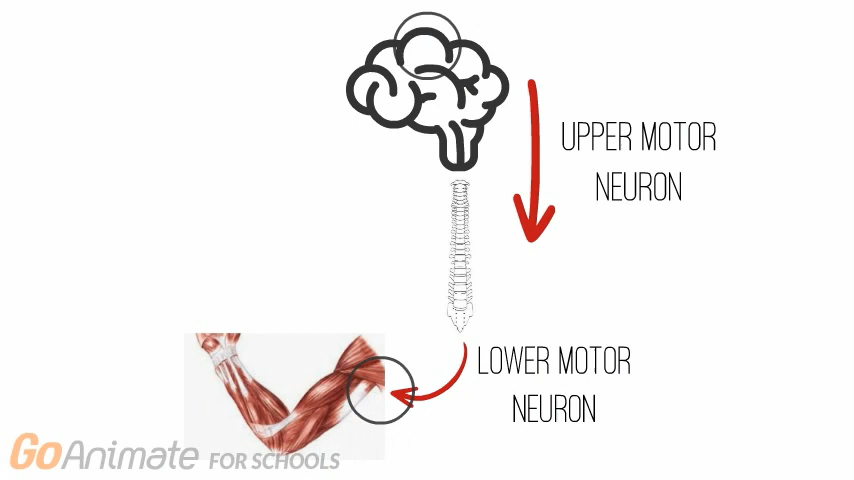 UPPER MOTOR
NEURON
LOWER MOTOR
NEURON
GoAnimate FOR SCHOOLS